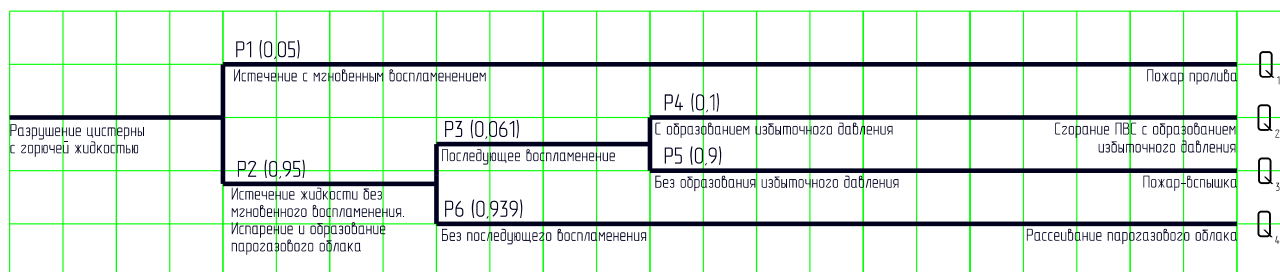 P1 (0,05)
Истечение с мгновенным воспламенением
Пожар пролива
Q1
Разрушение цистерны
с горючей жидкостью
P2 (0,95)
Истечение жидкости без
мгновенного воспламенения.
Испарение и образование
парогазового облака
P3 (0,061)
Последующее воспламенение
P4 (0,1)
С образованием избыточного давления
Сгорание ПВС с образованием
избыточного давления
Q2
P5 (0,9)
Без образования избыточного давления
Пожар-вспышка
Q3
P6 (0,939)
Без последующего воспламенения
Рассеивание парогазового облака
Q4